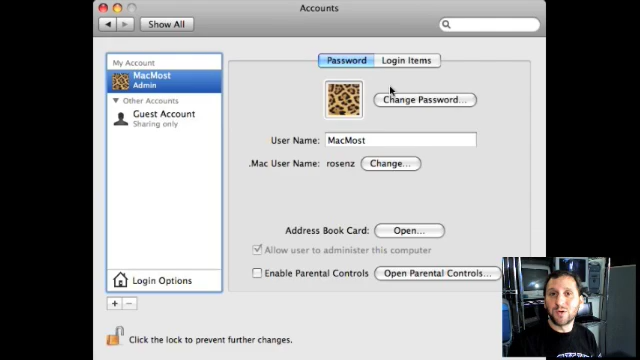 Accounts
Show All
My Account
MacMost
Admin
Other Accounts
Guest Account
Sharing only
Login Options
Password
Login Items
Change Password...
User Name: MacMost
.Mac User Name: rosenz Change...
Address Book Card: Open...
Allow user to administer this computer
Enable Parental Controls Open Parental Controls...
Click the lock to prevent further changes.